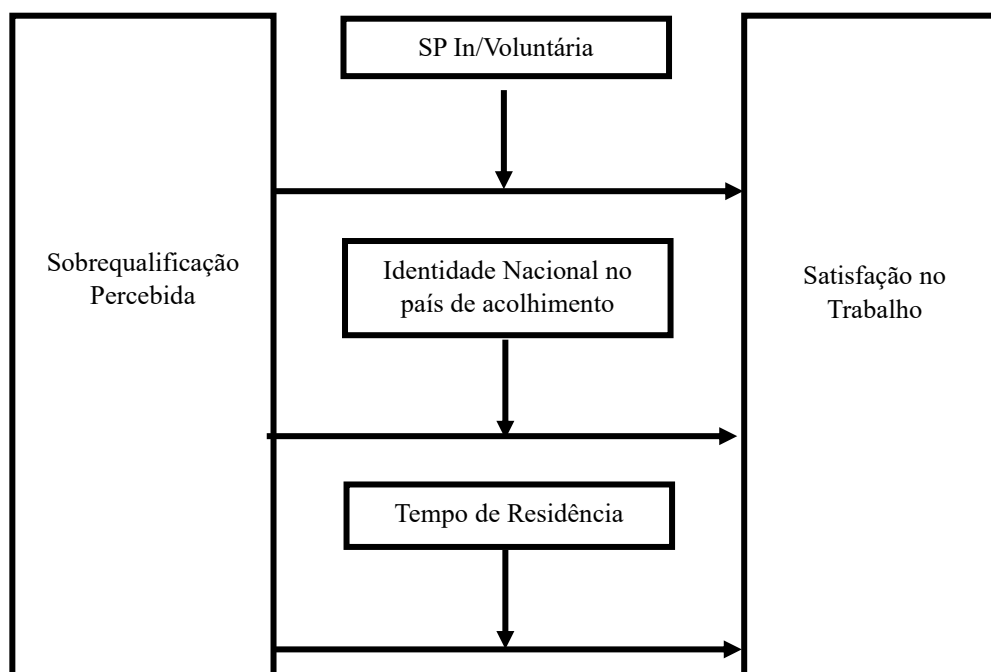 SP In/Voluntária
Sobrequalificação
Percebida
Identidade Nacional no
país de acolhimento
Satisfação no
Trabalho
Tempo de Residência